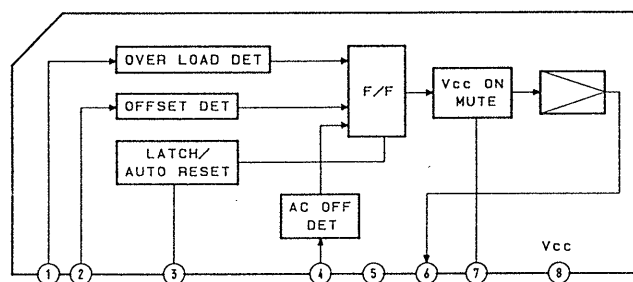 OVER LOAD DET
F/F
Vcc ON
MUTE
OFFSET DET
LATCH/
AUTO RESET
AC OFF
DET
Vcc
1 2 3 4 5 6 7 8